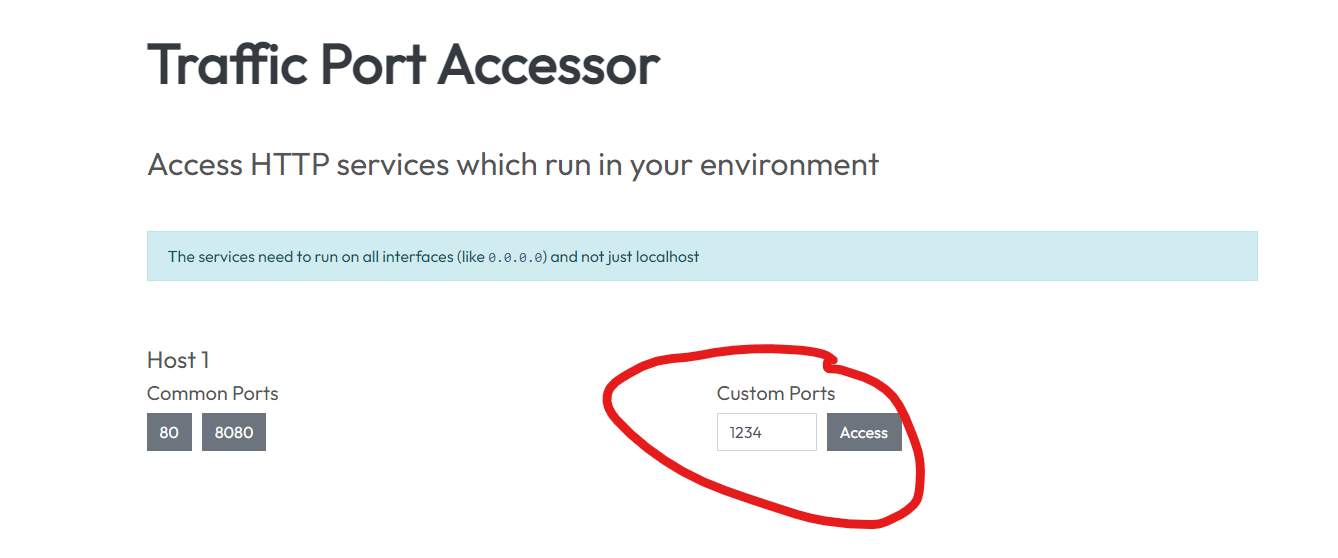 Traffic Port Accessor
Access HTTP services which run in your environment
The services need to run on all interfaces (like 0.0.0.0) and not just localhost
Host 1
Common Ports
80 8080
Custom Ports
1234 Access